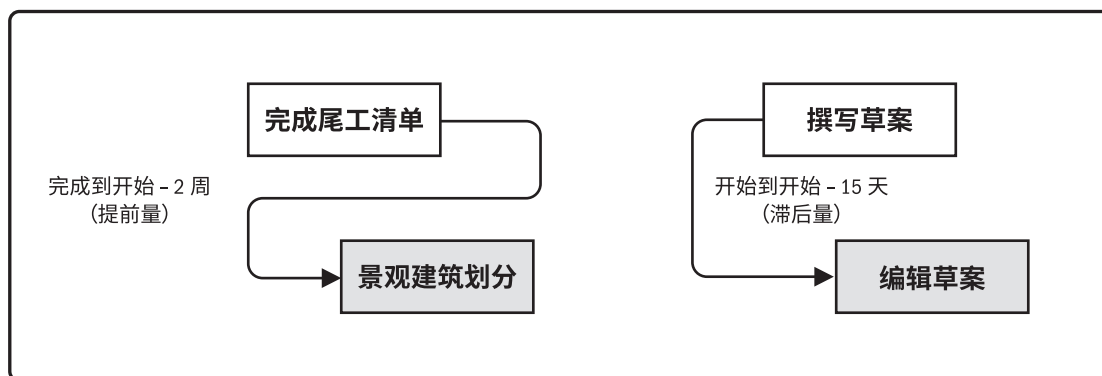 完成尾工清单
撰写草案
完成到开始 – 2 周
(提前量)
开始到开始 – 15 天
(滞后量)
景观建筑划分
编辑草案